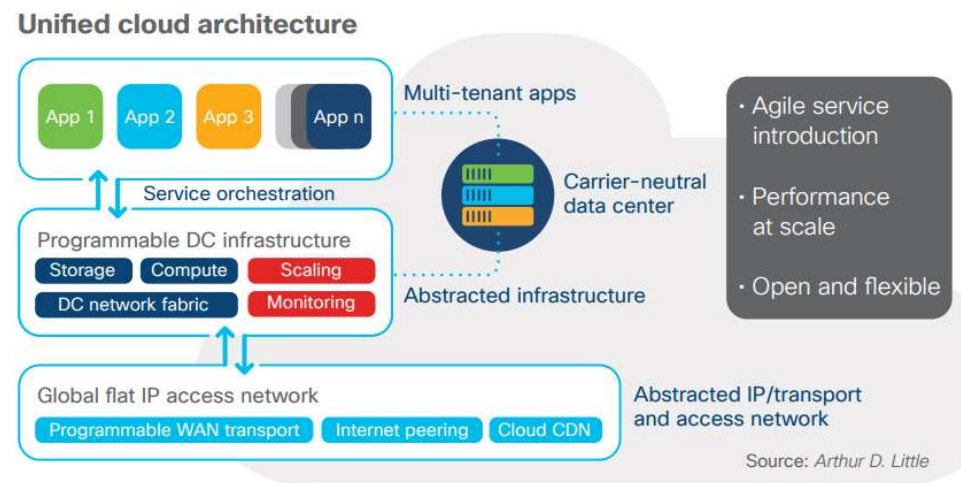 Unified cloud architecture
App 1
App 2
App 3
App n
Multi-tenant apps
Service orchestration
Carrier-neutral
data center
Programmable DC infrastructure
Storage
Compute
Scaling
DC network fabric
Monitoring
Abstracted infrastructure
Global flat IP access network
Programmable WAN transport
Internet peering
Cloud CDN
Abstracted IP/transport
and access network
· Agile service
introduction
· Performance
at scale
· Open and flexible
Source: Arthur D. Little